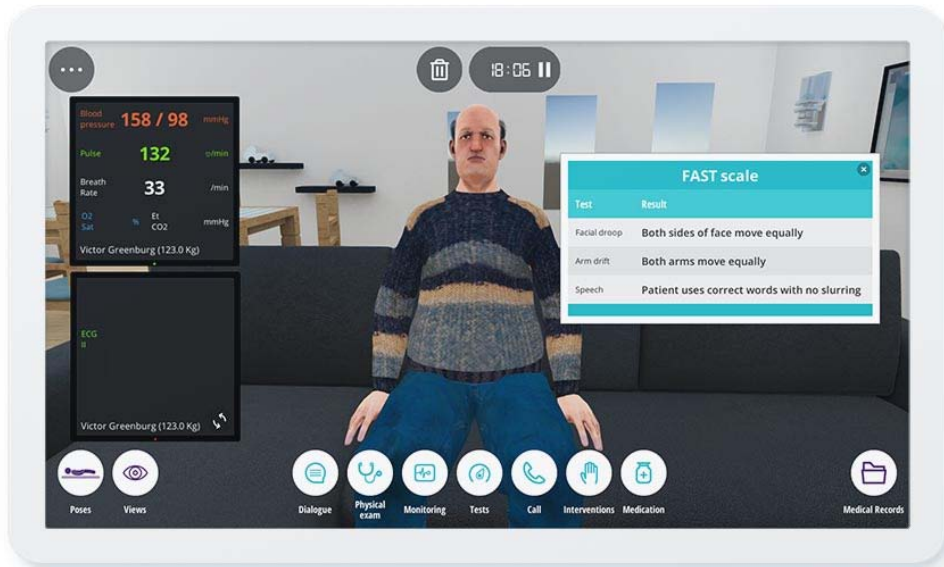 ...
18:06
Blood pressure 158 / 98 mmHg
Pulse 132 /min
Breath Rate 33 /min
O2 Sat % Et CO2 mmHg
Victor Greenburg (123.0 Kg)
ECG
II
Victor Greenburg (123.0 Kg)
FAST scale
Test Result
Facial droop Both sides of face move equally
Arm drift Both arms move equally
Speech Patient uses correct words with no slurring
Poses
Views
Dialogue
Physical exam
Monitoring
Tests
Call
Interventions
Medication
Medical Records